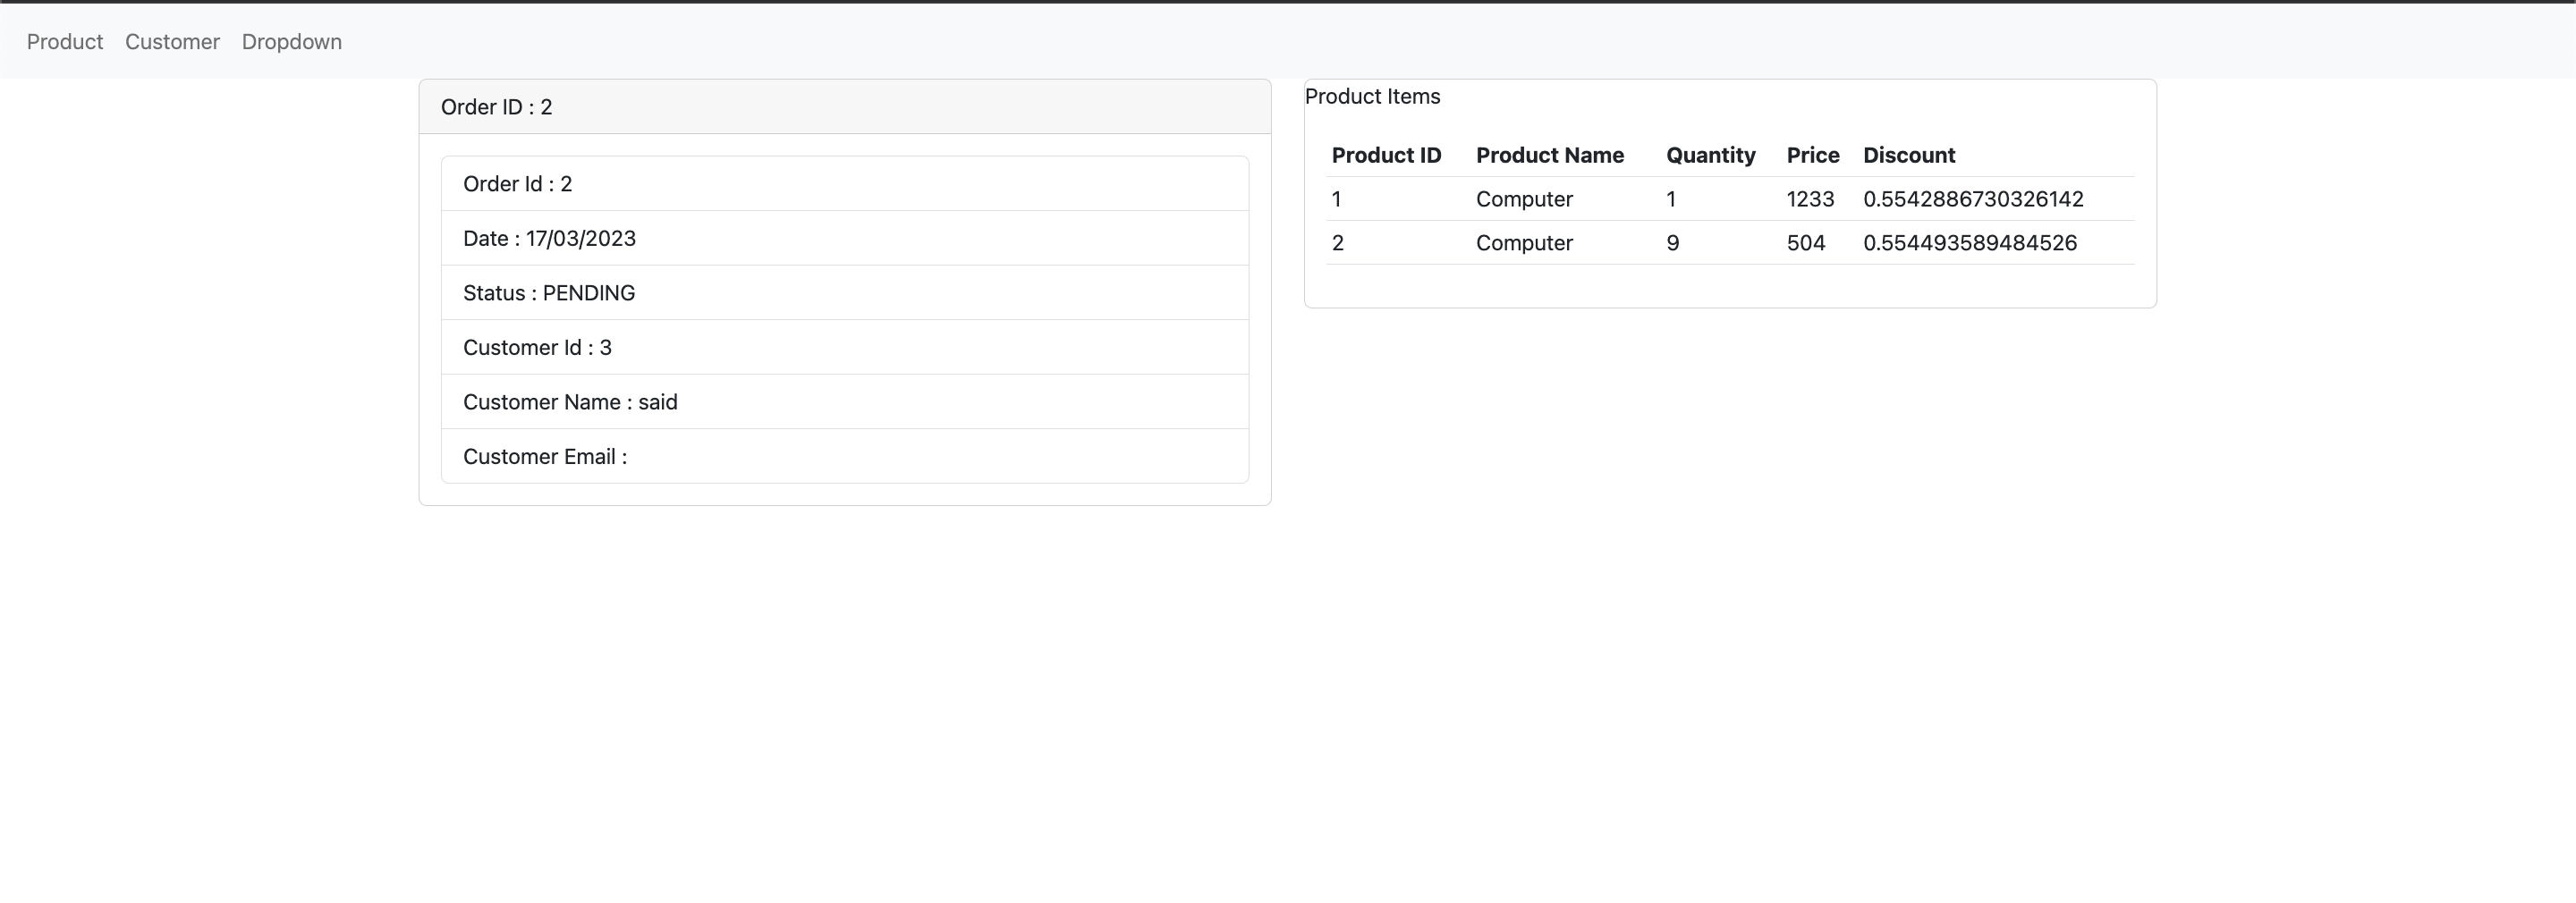 Product Customer Dropdown
Order ID : 2
Order Id : 2
Date : 17/03/2023
Status : PENDING
Customer Id : 3
Customer Name : said
Customer Email :
Product Items
Product ID Product Name Quantity Price Discount
1 Computer 1 1233 0.5542886730326142
2 Computer 9 504 0.554493589484526